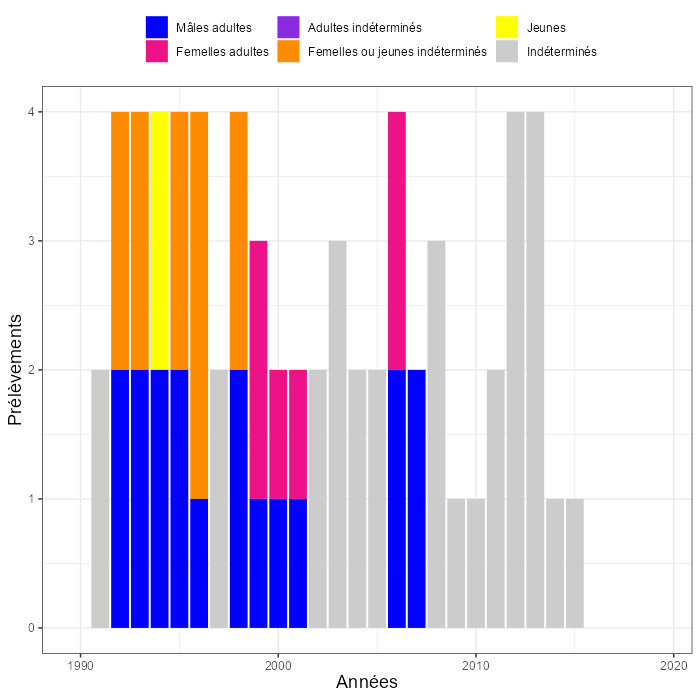 Mâles adultes
Adultes indéterminés
Jeunes
Femelles adultes
Femelles ou jeunes indéterminés
Indéterminés
Prélèvements
4
3
2
1
0
1990
2000
2010
2020
Années